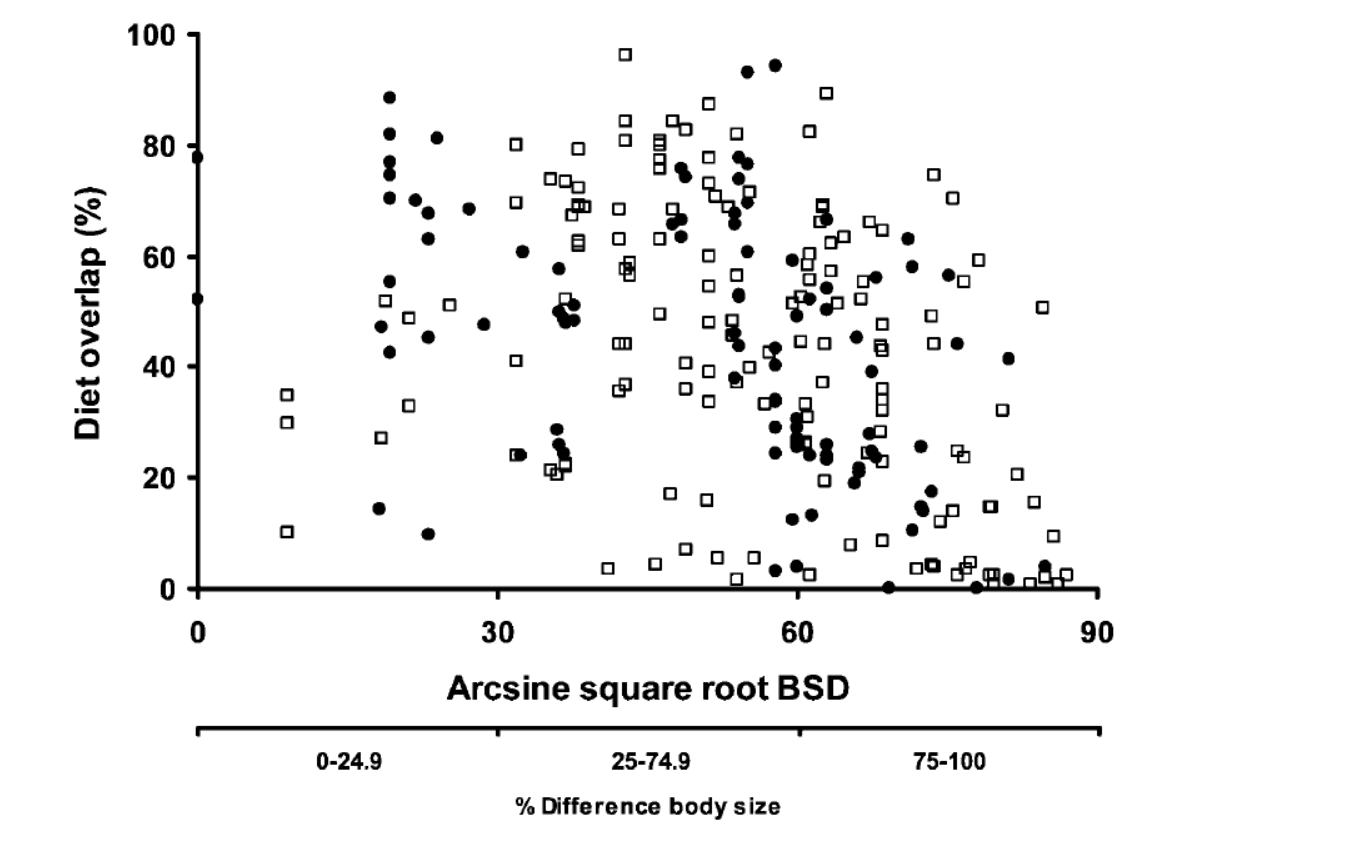 100
80
60
40
20
0
Diet overlap (%)
0 30 60 90
Arcsine square root BSD
0-24.9 25-74.9 75-100
% Difference body size